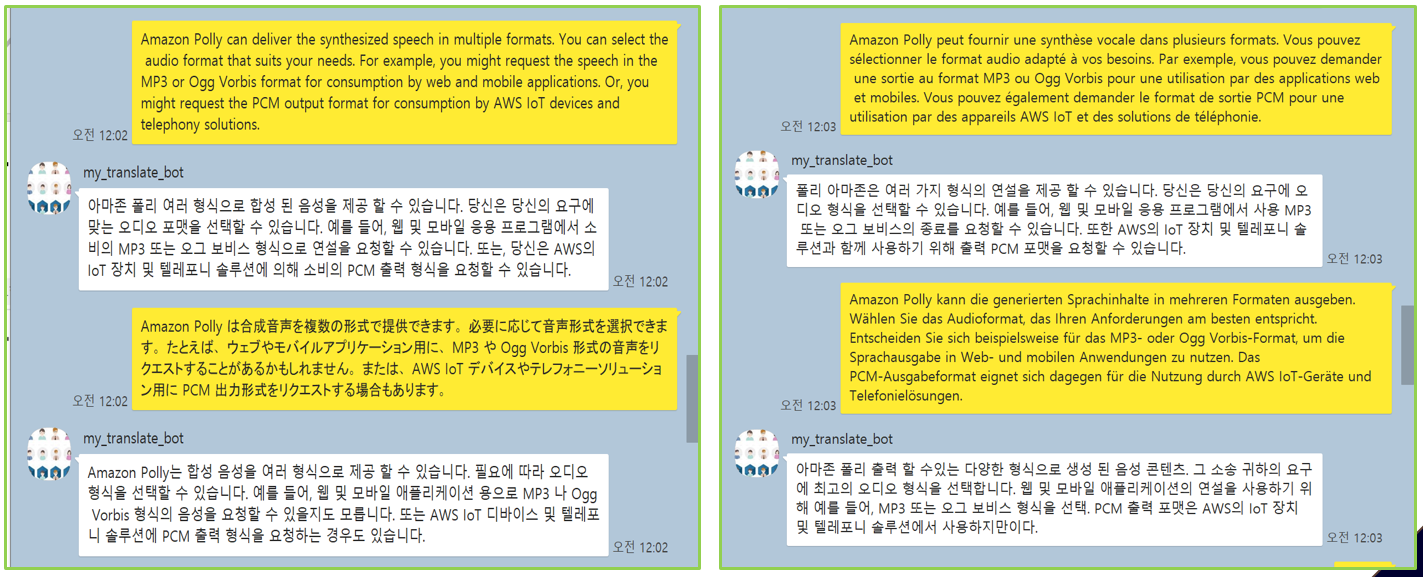 Amazon Polly can deliver the synthesized speech in multiple formats. You can select the
audio format that suits your needs. For example, you might request the speech in the
MP3 or Ogg Vorbis format for consumption by web and mobile applications. Or, you
might request the PCM output format for consumption by AWS IoT devices and
telephony solutions.
오전 12:02
my_translate_bot
아마존 폴리 여러 형식으로 합성 된 음성을 제공 할 수 있습니다. 당신은 당신의 요구에
맞는 오디오 포맷을 선택할 수 있습니다. 예를 들어, 웹 및 모바일 응용 프로그램에서 소
비의 MP3 또는 오그 보비스 형식으로 연설을 요청할 수 있습니다. 또는, 당신은 AWS의
IoT 장치 및 텔레포니 솔루션에 의해 소비의 PCM 출력 형식을 요청할 수 있습니다.
오전 12:02
Amazon Polly は合成音声を複数の形式で提供できます。必要に応じて音声形式を選択できま
す。たとえば、ウェブやモバイルアプリケーション用に、MP3 や Ogg Vorbis 形式の音声をリ
クエストすることがあるかもしれません。または、AWS IoT デバイスやテレフォニーソリューショ
ン用に PCM 出力形式をリクエストする場合もあります。
오전 12:02
my_translate_bot
Amazon Polly는 합성 음성을 여러 형식으로 제공 할 수 있습니다. 필요에 따라 오디오
형식을 선택할 수 있습니다. 예를 들어, 웹 및 모바일 애플리케이션 용으로 MP3 나 Ogg
Vorbis 형식의 음성을 요청할 수 있을지도 모릅니다. 또는 AWS IoT 디바이스 및 텔레포
니 솔루션에 PCM 출력 형식을 요청하는 경우도 있습니다.
오전 12:02
Amazon Polly peut fournir une synthèse vocale dans plusieurs formats. Vous pouvez
sélectionner le format audio adapté à vos besoins. Par exemple, vous pouvez demander
une sortie au format MP3 ou Ogg Vorbis pour une utilisation par des applications web
et mobiles. Vous pouvez également demander le format de sortie PCM pour une
utilisation par des appareils AWS IoT et des solutions de téléphonie.
오전 12:03
my_translate_bot
폴리 아마존은 여러 가지 형식의 연설을 제공 할 수 있습니다. 당신은 당신의 요구에 오
디오 형식을 선택할 수 있습니다. 예를 들어, 웹 및 모바일 응용 프로그램에서 사용 MP3
또는 오그 보비스의 종료를 요청할 수 있습니다. 또한 AWS의 IoT 장치 및 텔레포니 솔
루션과 함께 사용하기 위해 출력 PCM 포맷을 요청할 수 있습니다.
오전 12:03
Amazon Polly kann die generierten Sprachinhalte in mehreren Formaten ausgeben.
Wählen Sie das Audioformat, das Ihren Anforderungen am besten entspricht.
Entscheiden Sie sich beispielsweise für das MP3- oder Ogg Vorbis-Format, um die
Sprachausgabe in Web- und mobilen Anwendungen zu nutzen. Das
PCM-Ausgabeformat eignet sich dagegen für die Nutzung durch AWS IoT-Geräte und
Telefonielösungen.
오전 12:03
my_translate_bot
아마존 폴리 출력 할 수있는 다양한 형식으로 생성 된 음성 콘텐츠. 그 소송 귀하의 요구
에 최고의 오디오 형식을 선택합니다. 웹 및 모바일 애플리케이션의 연설을 사용하기 위
해 예를 들어, MP3 또는 오그 보비스 형식을 선택. PCM 출력 포맷은 AWS의 IoT 장치
및 텔레포니 솔루션에서 사용하지만이다.
오전 12:03